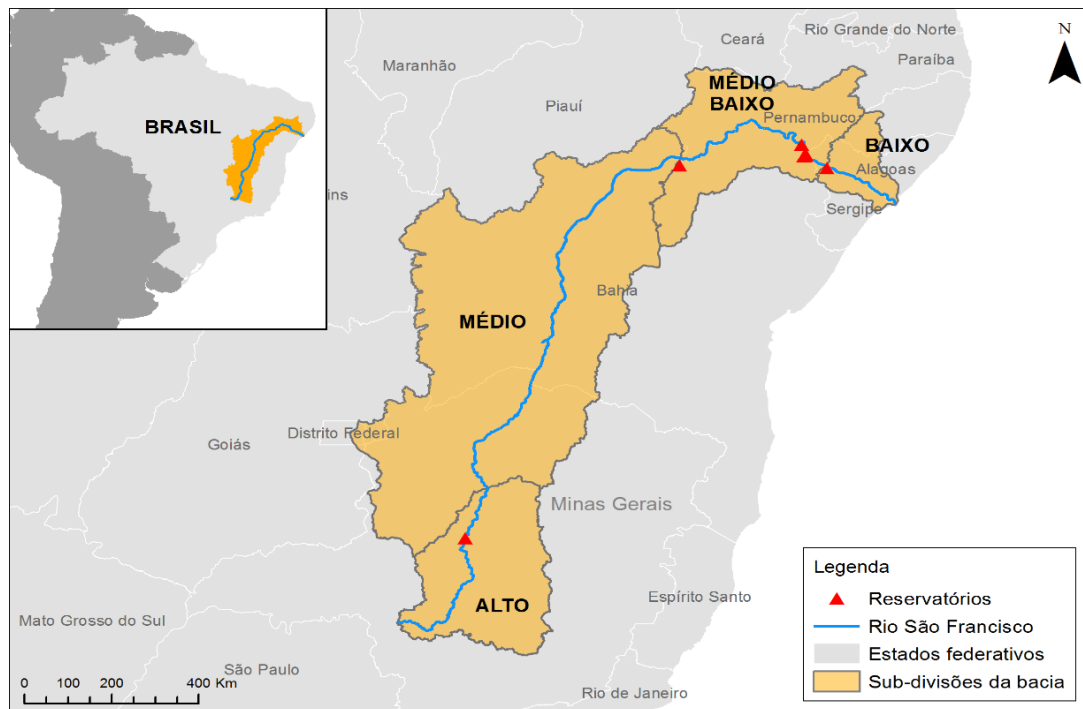 BRASIL
N
Rio Grande do Norte
Ceará
Paraíba
Maranhão
MÉDIO
BAIXO
Piauí
Pernambuco
BAIXO
Alagoas
ins
Sergipe
Bahia
MÉDIO
Distrito Federal
Goiás
Minas Gerais
Espírito Santo
ALTO
Mato Grosso do Sul
São Paulo
Rio de Janeiro
0 100 200 400 Km
Legenda
Reservatórios
Rio São Francisco
Estados federativos
Sub-divisões da bacia